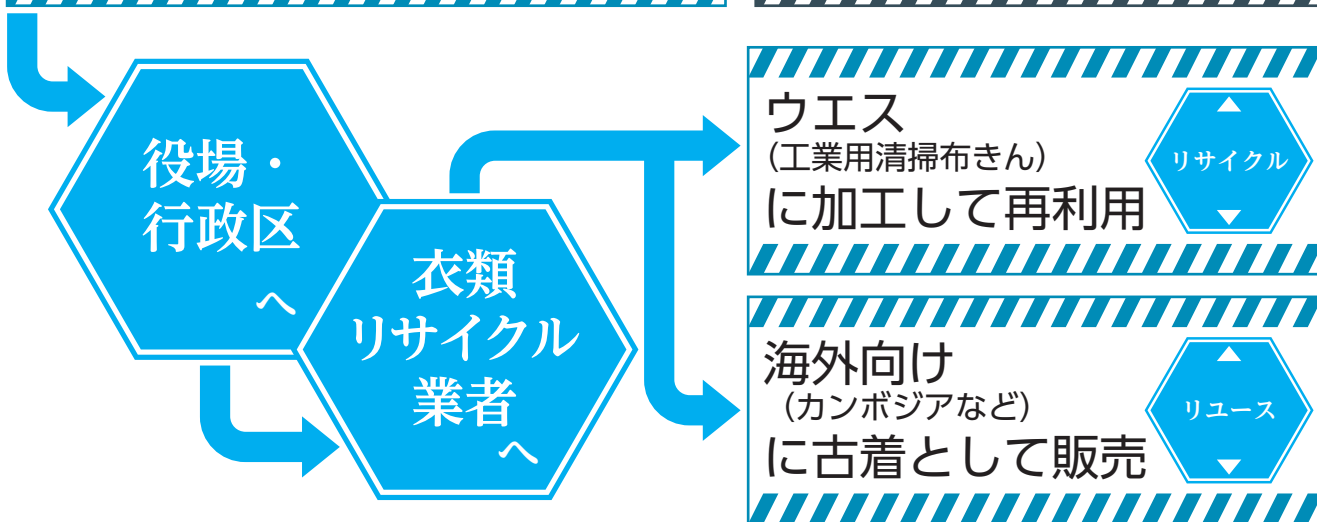 役場・
行政区
へ
衣類
リサイクル
業者
へ
ウエス
(工業用清掃布きん)
に加工して再利用
リサイクル
海外向け
(カンボジアなど)
に古着として販売
リユース